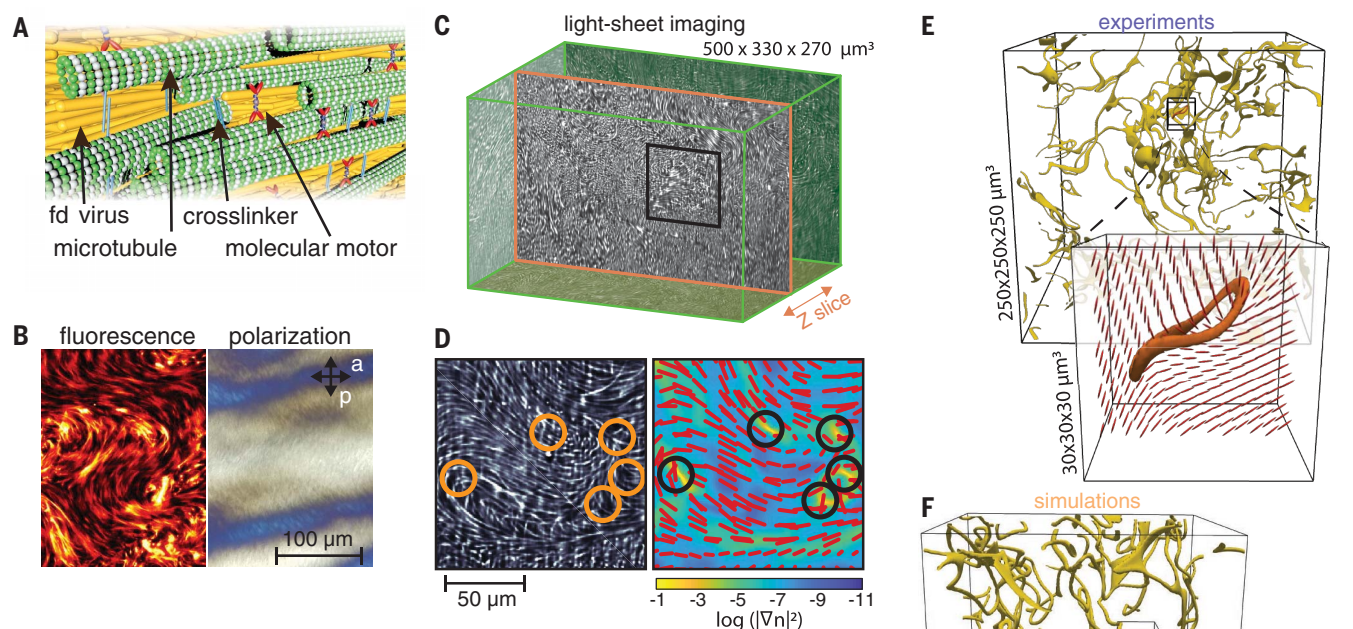 A
fd virus
crosslinker
microtubule
molecular motor
B
fluorescence
polarization
a
p
100 µm
C
light-sheet imaging
500 x 330 x 270 µm³
Z slice
D
50 µm
-1 -3 -5 -7 -9 -11
log (|∇n|²)
E
experiments
250x250x250 µm³
30x30x30 µm³
F
simulations